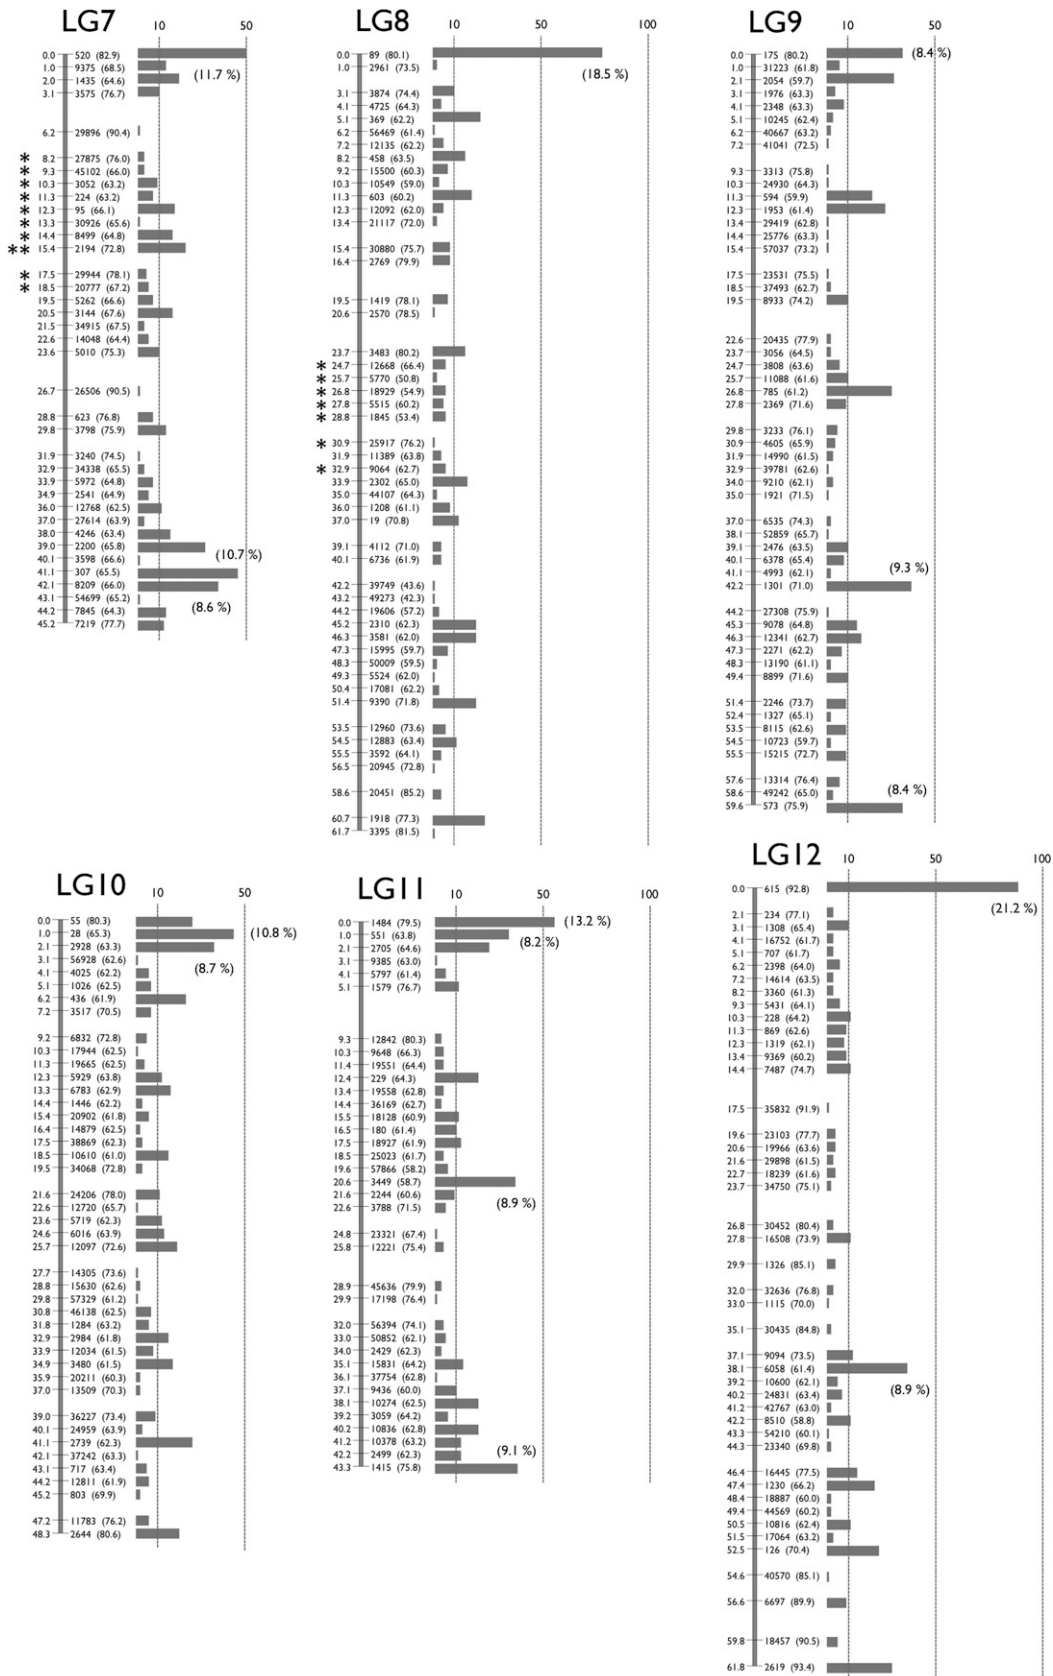 LG7
10 50
0.0 520 (82.9)
1.0 9375 (68.5)
2.0 1435 (64.6) (11.7 %)
3.1 3575 (76.7)
6.2 29896 (90.4)
* 8.2 27875 (76.0)
* 9.3 45102 (66.0)
* 10.3 3052 (63.2)
* 11.3 224 (63.2)
* 12.3 95 (66.1)
* 13.3 30926 (65.6)
* 14.4 8499 (64.8)
** 15.4 2194 (72.8)
* 17.5 29944 (78.1)
* 18.5 20777 (67.2)
19.5 5262 (66.6)
20.5 3144 (67.6)
21.5 34915 (67.5)
22.6 14048 (64.4)
23.6 5010 (75.3)
26.7 26506 (90.5)
28.8 623 (76.8)
29.8 3798 (75.9)
31.9 3240 (74.5)
32.9 34338 (65.5)
33.9 5972 (64.8)
34.9 2541 (64.9)
36.0 12768 (62.5)
37.0 27614 (63.9)
38.0 4246 (63.4)
39.0 2200 (65.8) (10.7 %)
40.1 3598 (66.6)
41.1 307 (65.5)
42.1 8209 (66.0)
43.1 54699 (65.2) (8.6 %)
44.2 7845 (64.3)
45.2 7219 (77.7)
LG8
10 50 100
0.0 89 (80.1)
1.0 2961 (73.5) (18.5 %)
3.1 3874 (74.4)
4.1 4725 (64.3)
5.1 369 (62.2)
6.2 56469 (61.4)
7.2 12135 (62.2)
8.2 458 (63.5)
9.2 15500 (60.3)
10.3 10549 (59.0)
11.3 603 (60.2)
12.3 12092 (62.0)
13.4 21117 (72.0)
15.4 30880 (75.7)
16.4 2769 (79.9)
19.5 1419 (78.1)
20.6 2570 (78.5)
23.7 3483 (80.2)
* 24.7 12668 (66.4)
* 25.7 5770 (50.8)
* 26.8 18929 (54.9)
* 27.8 5515 (60.2)
* 28.8 1845 (53.4)
* 30.9 25917 (76.2)
31.9 11389 (63.8)
* 32.9 9064 (62.7)
33.9 2302 (65.0)
35.0 44107 (64.3)
36.0 1208 (61.1)
37.0 19 (70.8)
39.1 4112 (71.0)
40.1 6736 (61.9)
42.2 39749 (43.6)
43.2 49273 (42.3)
44.2 19606 (57.2)
45.2 2310 (62.3)
46.3 3581 (62.0)
47.3 15995 (59.7)
48.3 50009 (59.5)
49.3 5524 (62.0)
50.4 17081 (62.2)
51.4 9390 (71.8)
53.5 12960 (73.6)
54.5 12883 (63.4)
55.5 3592 (64.1)
56.5 20945 (72.8)
58.6 20451 (85.2)
60.7 1918 (77.3)
61.7 3395 (81.5)
LG9
10 50
0.0 175 (80.2) (8.4 %)
1.0 31223 (61.8)
2.1 2054 (59.7)
3.1 1976 (63.3)
4.1 2348 (63.3)
5.1 10245 (62.4)
6.2 40667 (63.2)
7.2 41041 (72.5)
9.3 3313 (75.8)
10.3 24930 (64.3)
11.3 594 (59.9)
12.3 1953 (61.4)
13.4 29419 (62.8)
14.4 25776 (63.3)
15.4 57037 (73.2)
17.5 23531 (75.5)
18.5 37493 (62.7)
19.5 8933 (74.2)
22.6 20435 (77.9)
23.7 3056 (64.5)
24.7 3808 (63.6)
25.7 11088 (61.6)
26.8 785 (61.2)
27.8 2369 (71.6)
29.8 3233 (76.1)
30.9 4605 (65.9)
31.9 14990 (61.5)
32.9 39781 (62.6)
34.0 9210 (62.1)
35.0 1921 (71.5)
37.0 6535 (74.3)
38.1 52859 (65.7)
39.1 2476 (63.5)
40.1 6378 (65.4)
41.1 4993 (62.1) (9.3 %)
42.2 1301 (71.0)
44.2 27308 (75.9)
45.3 9078 (64.8)
46.3 12341 (62.7)
47.3 2271 (62.2)
48.3 13190 (61.1)
49.4 8899 (71.6)
51.4 2246 (73.7)
52.4 1327 (65.1)
53.5 8115 (62.6)
54.5 10723 (59.7)
55.5 15215 (72.7)
57.6 13314 (76.4)
58.6 49242 (65.0) (8.4 %)
59.6 573 (75.9)
LG10
10 50
0.0 55 (80.3)
1.0 28 (65.3) (10.8 %)
2.1 2928 (63.3)
3.1 56928 (62.6) (8.7 %)
4.1 4025 (62.2)
5.1 1026 (62.5)
6.2 436 (61.9)
7.2 3517 (70.5)
9.2 6832 (72.8)
10.3 17944 (62.5)
11.3 19665 (62.5)
12.3 5929 (63.8)
13.3 6783 (62.9)
14.4 1446 (62.2)
15.4 20902 (61.8)
16.4 14879 (62.5)
17.5 38869 (62.3)
18.5 10610 (61.0)
19.5 34068 (72.8)
21.6 24206 (78.0)
22.6 12720 (65.7)
23.6 5719 (62.3)
24.6 6016 (63.9)
25.7 12097 (72.6)
27.7 14305 (73.6)
28.8 15630 (62.6)
29.8 57329 (61.2)
30.8 46138 (62.5)
31.8 1284 (63.2)
32.9 2984 (61.8)
33.9 12034 (61.5)
34.9 3480 (61.5)
35.9 20211 (60.3)
37.0 13509 (70.3)
39.0 36227 (73.4)
40.1 24959 (63.9)
41.1 2739 (62.3)
42.1 37242 (63.3)
43.1 717 (63.4)
44.2 12811 (61.9)
45.2 803 (69.9)
47.2 11783 (76.2)
48.3 2644 (80.6)
LG11
10 50 100
0.0 1484 (79.5) (13.2 %)
1.0 551 (63.8) (8.2 %)
2.1 2705 (64.6)
3.1 9385 (63.0)
4.1 5797 (61.4)
5.1 1579 (76.7)
9.3 12842 (80.3)
10.3 9648 (66.3)
11.4 19551 (64.4)
12.4 229 (64.3)
13.4 19558 (62.8)
14.4 36169 (62.7)
15.5 18128 (60.9)
16.5 180 (61.4)
17.5 18927 (61.9)
18.5 25023 (61.7)
19.6 57866 (58.2)
20.6 3449 (58.7)
21.6 2244 (60.6) (8.9 %)
22.6 3788 (71.5)
24.8 23321 (67.4)
25.8 12221 (75.4)
28.9 45636 (79.9)
29.9 17198 (76.4)
32.0 56394 (74.1)
33.0 50852 (62.1)
34.0 2429 (62.3)
35.1 15831 (64.2)
36.1 37754 (62.8)
37.1 9436 (60.0)
38.1 10274 (62.5)
39.2 3059 (64.2)
40.2 10836 (62.8)
41.2 10378 (63.2) (9.1 %)
42.2 2499 (62.3)
43.3 1415 (75.8)
LG12
10 50 100
0.0 615 (92.8)
(21.2 %)
2.1 234 (77.1)
3.1 1308 (65.4)
4.1 16752 (61.7)
5.1 707 (61.7)
6.2 2398 (64.0)
7.2 14614 (63.5)
8.2 3360 (61.3)
9.3 5431 (64.1)
10.3 228 (64.2)
11.3 869 (62.6)
12.3 1319 (62.1)
13.4 9369 (60.2)
14.4 7487 (74.7)
17.5 35832 (91.9)
19.6 23103 (77.7)
20.6 19966 (63.6)
21.6 29898 (61.5)
22.7 18239 (61.6)
23.7 34750 (75.1)
26.8 30452 (80.4)
27.8 16508 (73.9)
29.9 1326 (85.1)
32.0 32636 (76.8)
33.0 1115 (70.0)
35.1 30435 (84.8)
37.1 9094 (73.5)
38.1 6058 (61.4)
39.2 10600 (62.1) (8.9 %)
40.2 24831 (63.4)
41.2 42767 (63.0)
42.2 8510 (58.8)
43.3 54210 (60.1)
44.3 23340 (69.8)
46.4 16445 (77.5)
47.4 1230 (66.2)
48.4 18887 (60.0)
49.4 44569 (60.2)
50.5 10816 (62.4)
51.5 17064 (63.2)
52.5 126 (70.4)
54.6 40570 (85.1)
56.6 6697 (89.9)
59.8 18457 (90.5)
61.8 2619 (93.4)